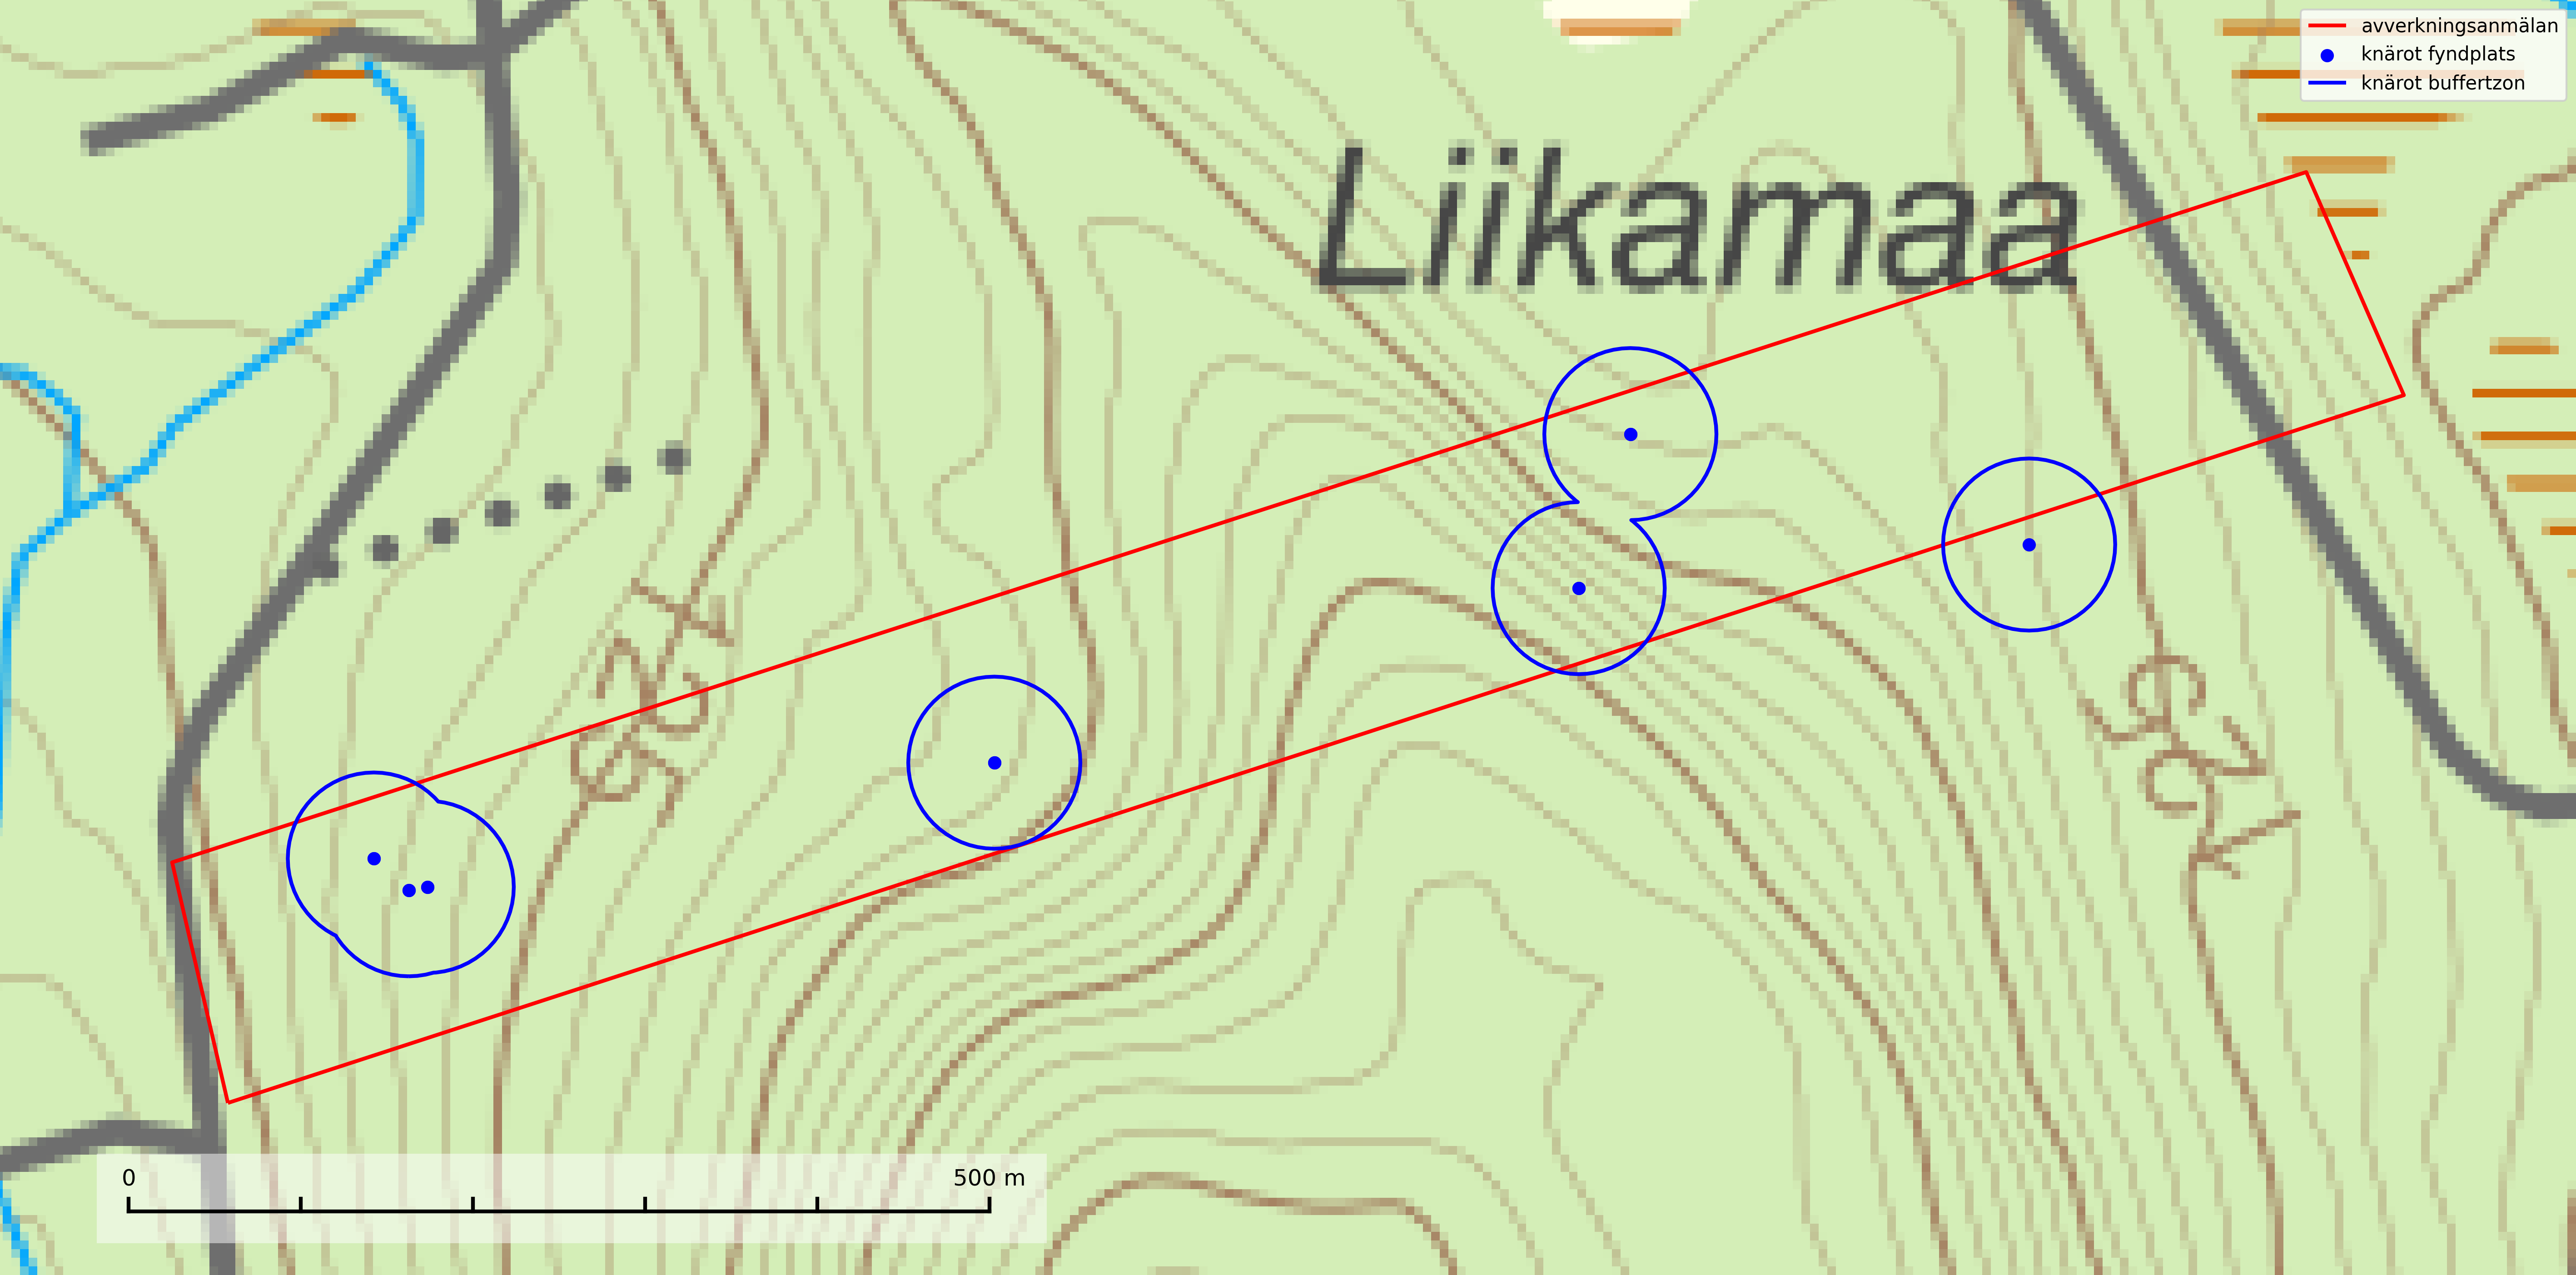 avverkningsanmälan
knärot fyndplats
knärot buffertzon
Liikamaa
0 500 m